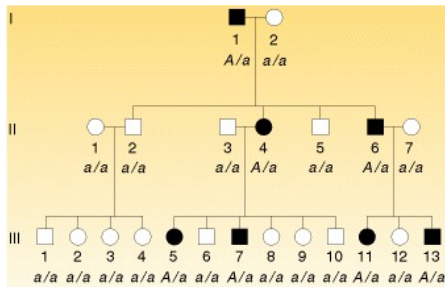 I
1 2
A/a a/a
II
1 2 3 4 5 6 7
a/a a/a a/a A/a a/a A/a a/a
III
1 2 3 4 5 6 7 8 9 10 11 12 13
a/a a/a a/a a/a A/a a/a A/a a/a a/a a/a A/a a/a A/a